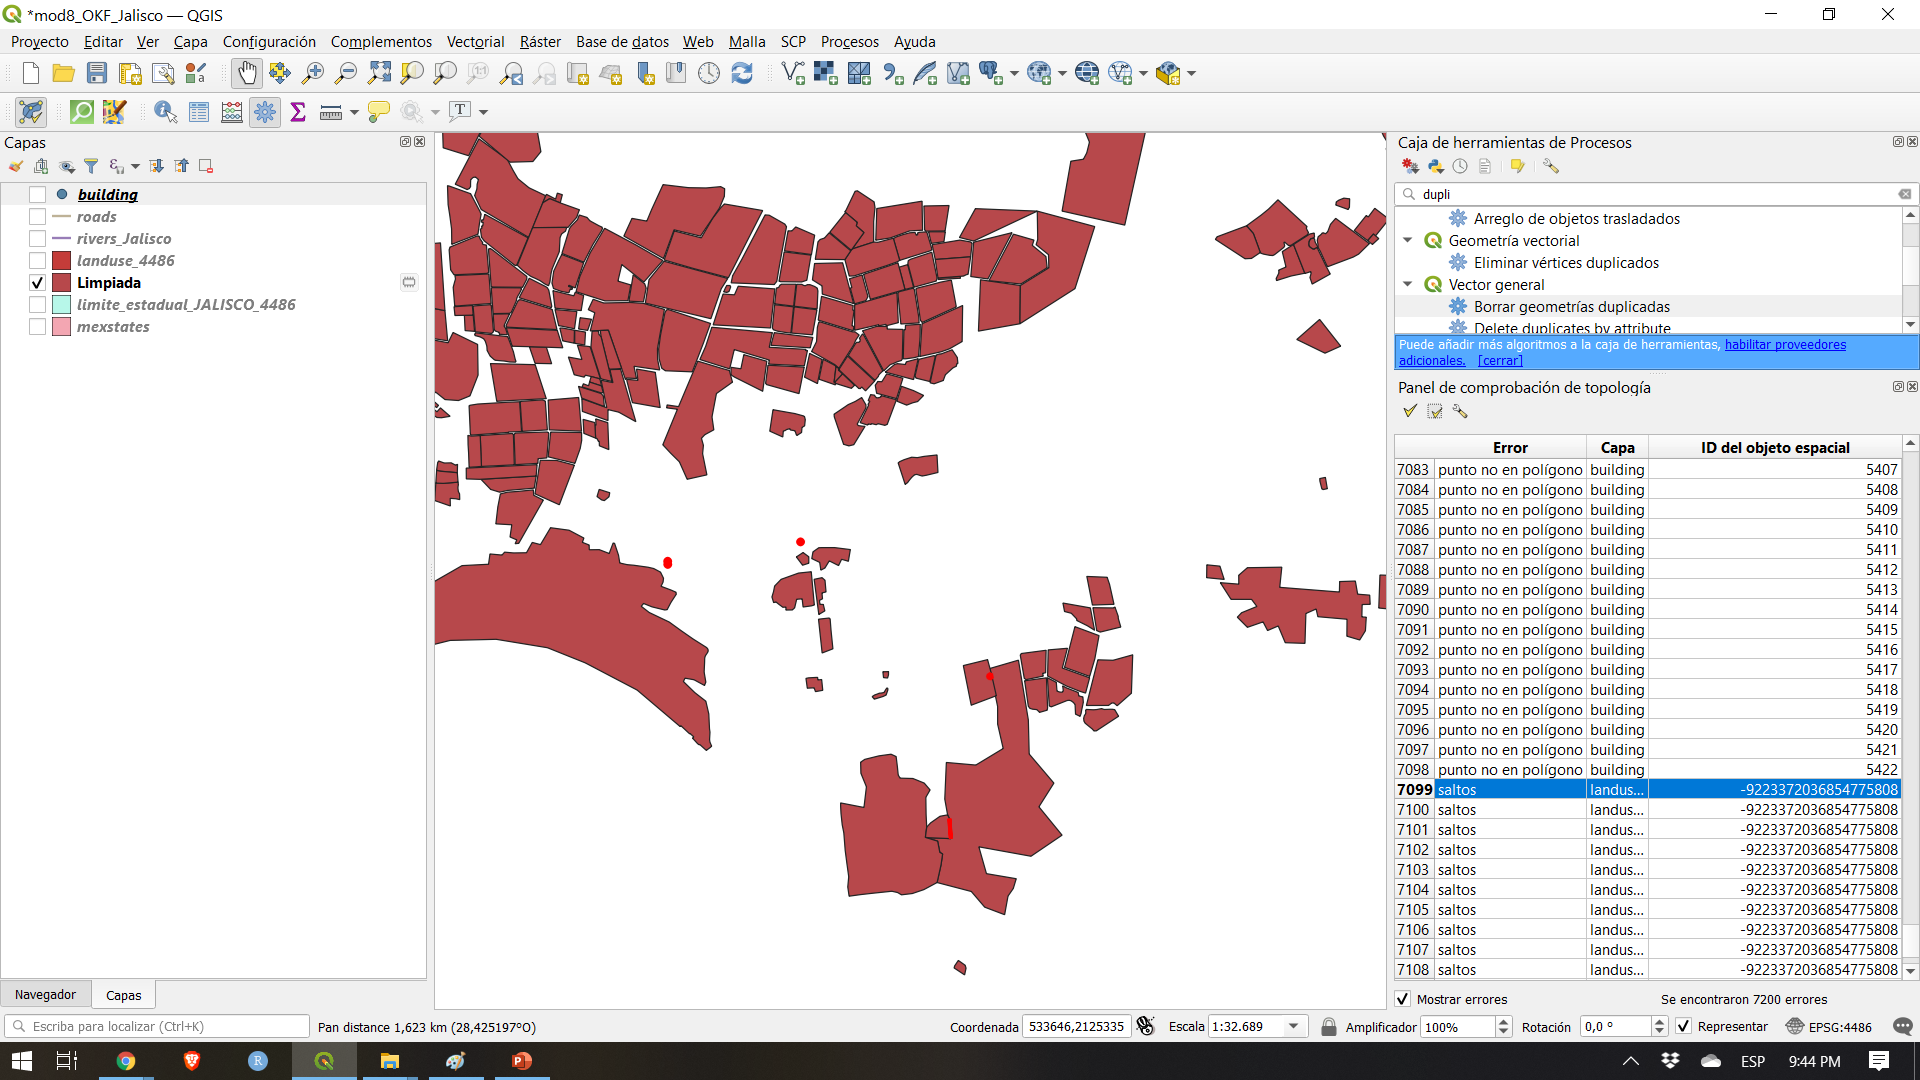 *mod8_OKF_Jalisco — QGIS
Proyecto Editar Ver Capa Configuración Complementos Vectorial Ráster Base de datos Web Malla SCP Procesos Ayuda
Capas
building
roads
rivers_Jalisco
landuse_4486
Limpiada
limite_estadual_JALISCO_4486
mexstates
Navegador Capas
Caja de herramientas de Procesos
dupli
Arreglo de objetos trasladados
Geometría vectorial
Eliminar vértices duplicados
Vector general
Borrar geometrías duplicadas
Delete duplicates by attribute
Puede añadir más algoritmos a la caja de herramientas, habilitar proveedores
adicionales. [cerrar]
Panel de comprobación de topología
Error Capa ID del objeto espacial
7083 punto no en polígono building 5407
7084 punto no en polígono building 5408
7085 punto no en polígono building 5409
7086 punto no en polígono building 5410
7087 punto no en polígono building 5411
7088 punto no en polígono building 5412
7089 punto no en polígono building 5413
7090 punto no en polígono building 5414
7091 punto no en polígono building 5415
7092 punto no en polígono building 5416
7093 punto no en polígono building 5417
7094 punto no en polígono building 5418
7095 punto no en polígono building 5419
7096 punto no en polígono building 5420
7097 punto no en polígono building 5421
7098 punto no en polígono building 5422
7099 saltos landus... -9223372036854775808
7100 saltos landus... -9223372036854775808
7101 saltos landus... -9223372036854775808
7102 saltos landus... -9223372036854775808
7103 saltos landus... -9223372036854775808
7104 saltos landus... -9223372036854775808
7105 saltos landus... -9223372036854775808
7106 saltos landus... -9223372036854775808
7107 saltos landus... -9223372036854775808
7108 saltos landus... -9223372036854775808
Mostrar errores Se encontraron 7200 errores
Escriba para localizar (Ctrl+K) Pan distance 1,623 km (28,425197°O) Coordenada 533646,2125335 Escala 1:32.689 Amplificador 100% Rotación 0,0 ° Representar EPSG:4486
ESP 9:44 PM